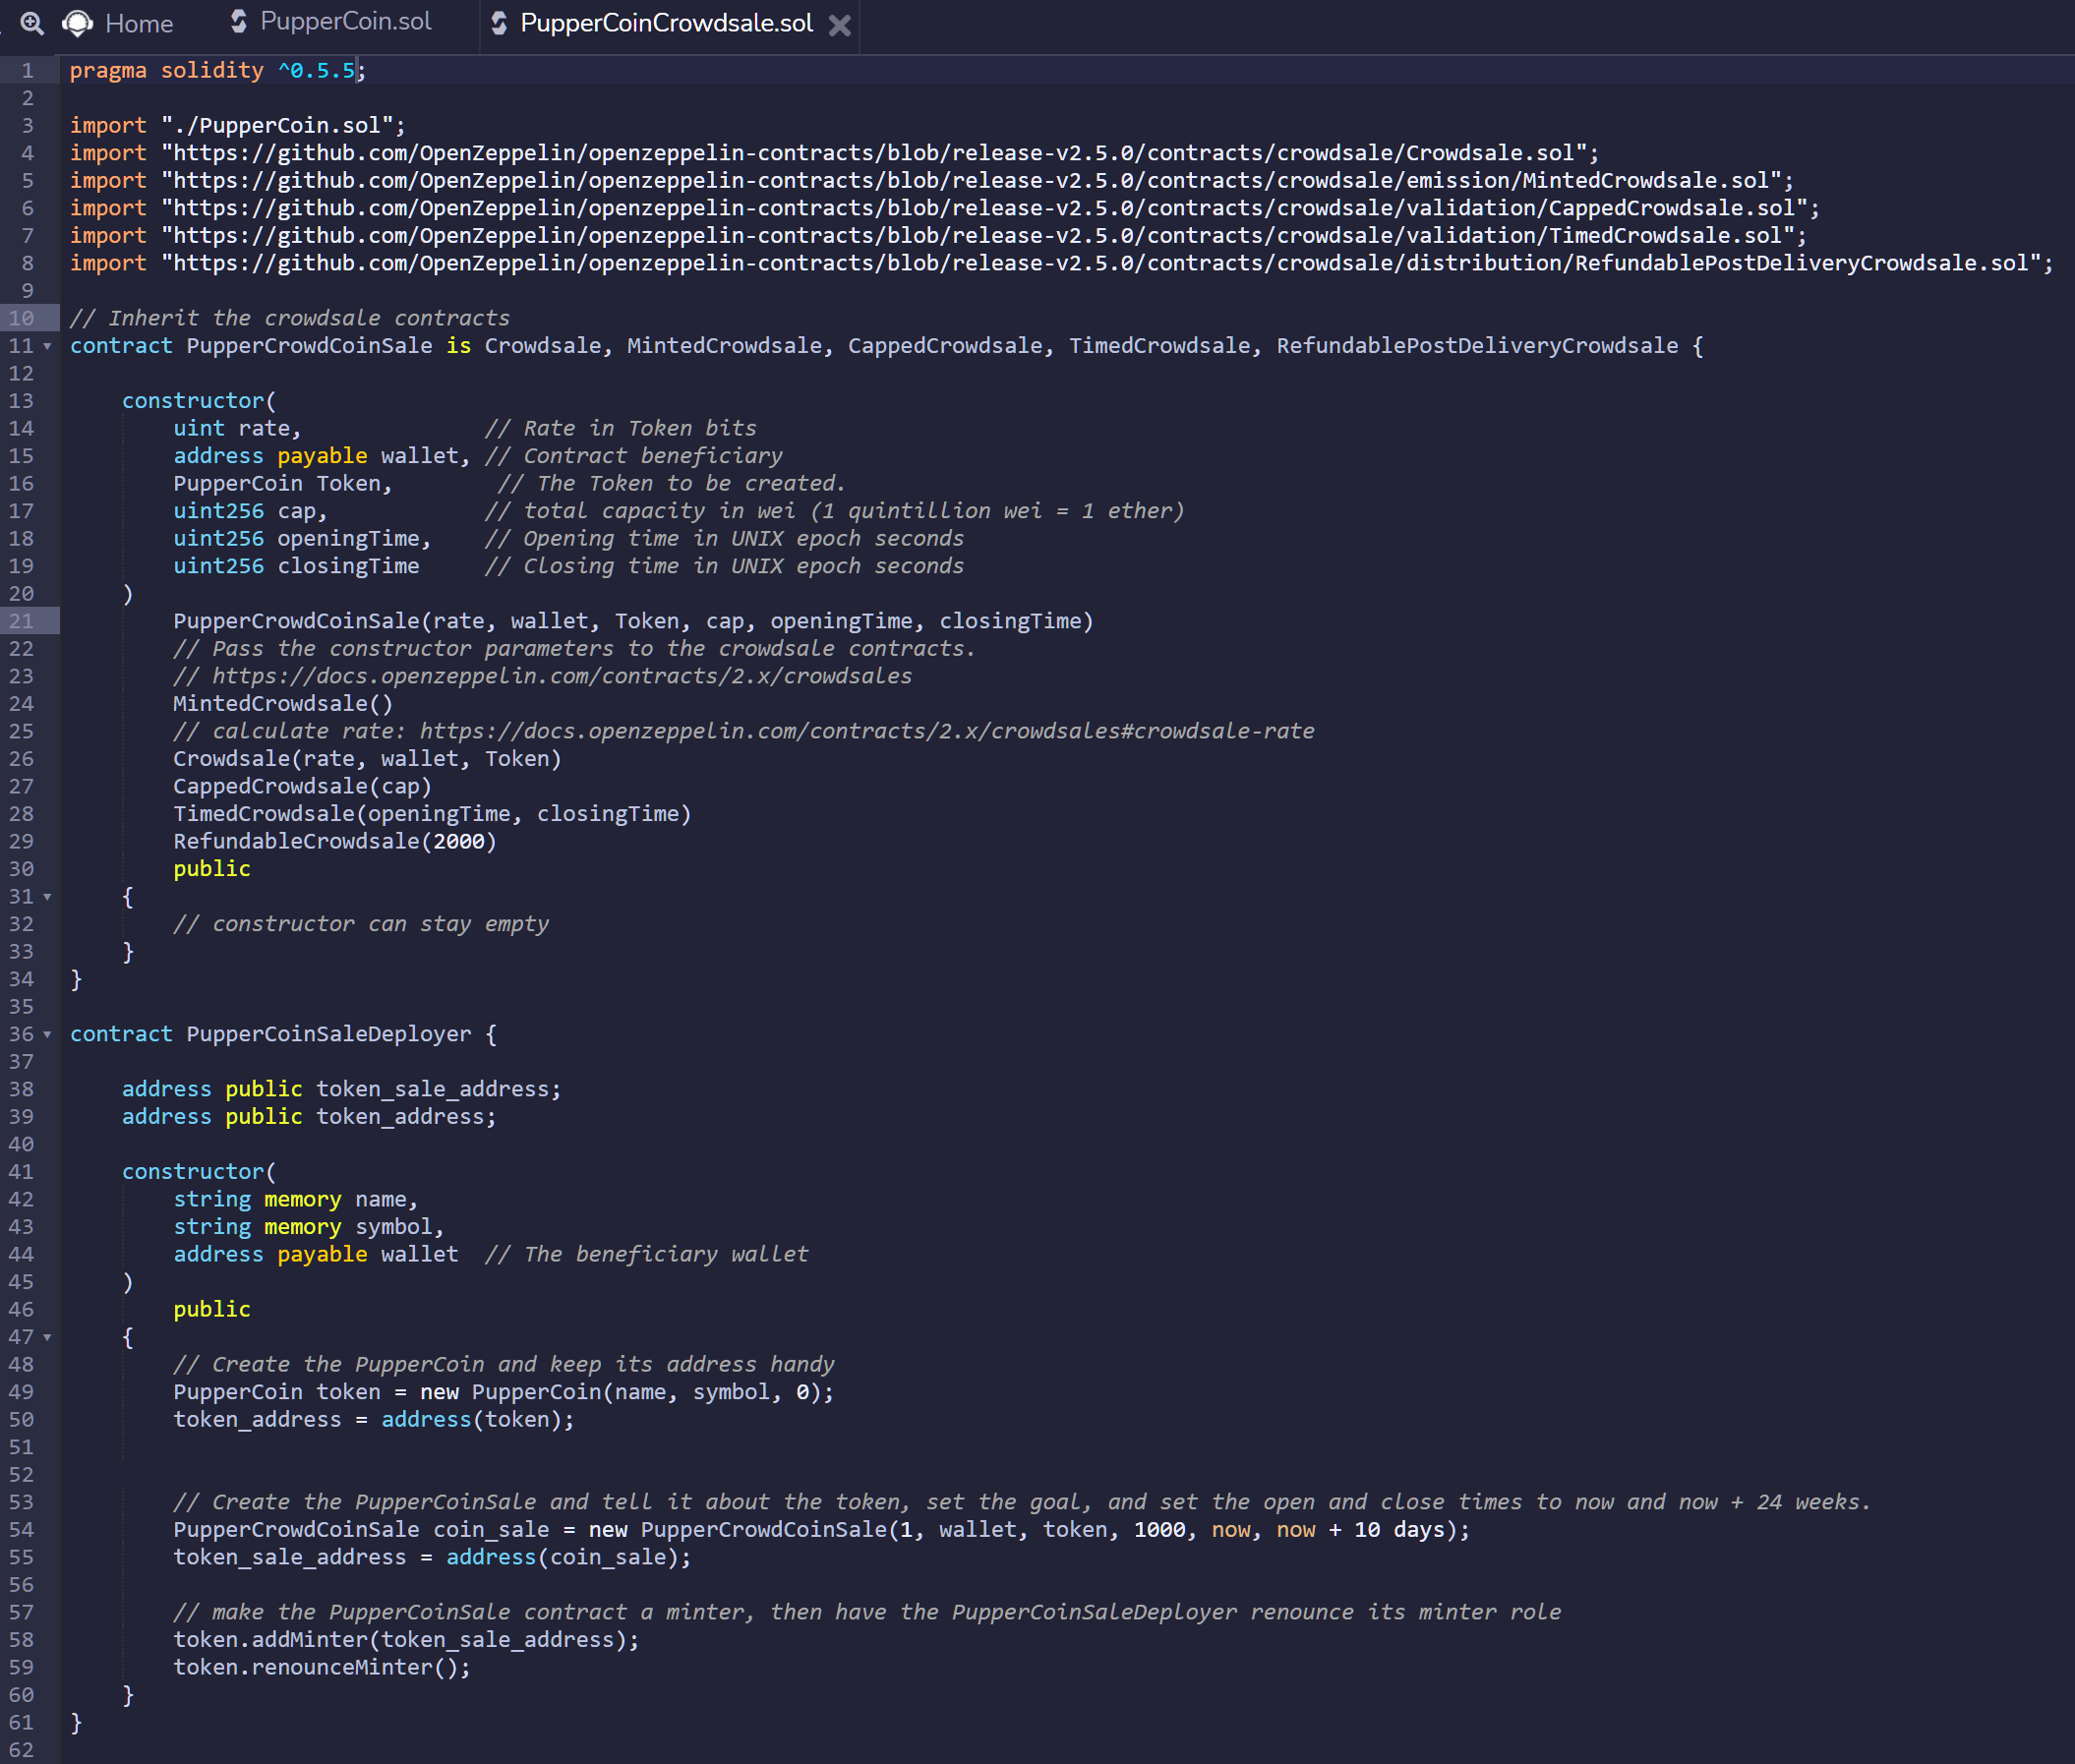 Home PupperCoin.sol PupperCoinCrowdsale.sol
1 pragma solidity ^0.5.5;
2
3 import "./PupperCoin.sol";
4 import "https://github.com/OpenZeppelin/openzeppelin-contracts/blob/release-v2.5.0/contracts/crowdsale/Crowdsale.sol";
5 import "https://github.com/OpenZeppelin/openzeppelin-contracts/blob/release-v2.5.0/contracts/crowdsale/emission/MintedCrowdsale.sol";
6 import "https://github.com/OpenZeppelin/openzeppelin-contracts/blob/release-v2.5.0/contracts/crowdsale/validation/CappedCrowdsale.sol";
7 import "https://github.com/OpenZeppelin/openzeppelin-contracts/blob/release-v2.5.0/contracts/crowdsale/validation/TimedCrowdsale.sol";
8 import "https://github.com/OpenZeppelin/openzeppelin-contracts/blob/release-v2.5.0/contracts/crowdsale/distribution/RefundablePostDeliveryCrowdsale.sol";
9
10 // Inherit the crowdsale contracts
11 contract PupperCrowdCoinSale is Crowdsale, MintedCrowdsale, CappedCrowdsale, TimedCrowdsale, RefundablePostDeliveryCrowdsale {
12
13     constructor(
14         uint rate,              // Rate in Token bits
15         address payable wallet, // Contract beneficiary
16         PupperCoin Token,        // The Token to be created.
17         uint256 cap,            // total capacity in wei (1 quintillion wei = 1 ether)
18         uint256 openingTime,    // Opening time in UNIX epoch seconds
19         uint256 closingTime     // Closing time in UNIX epoch seconds
20     )
21         PupperCrowdCoinSale(rate, wallet, Token, cap, openingTime, closingTime)
22         // Pass the constructor parameters to the crowdsale contracts.
23         // https://docs.openzeppelin.com/contracts/2.x/crowdsales
24         MintedCrowdsale()
25         // calculate rate: https://docs.openzeppelin.com/contracts/2.x/crowdsales#crowdsale-rate
26         Crowdsale(rate, wallet, Token)
27         CappedCrowdsale(cap)
28         TimedCrowdsale(openingTime, closingTime)
29         RefundableCrowdsale(2000)
30         public
31     {
32         // constructor can stay empty
33     }
34 }
35
36 contract PupperCoinSaleDeployer {
37
38     address public token_sale_address;
39     address public token_address;
40
41     constructor(
42         string memory name,
43         string memory symbol,
44         address payable wallet  // The beneficiary wallet
45     )
46         public
47     {
48         // Create the PupperCoin and keep its address handy
49         PupperCoin token = new PupperCoin(name, symbol, 0);
50         token_address = address(token);
51
52
53         // Create the PupperCoinSale and tell it about the token, set the goal, and set the open and close times to now and now + 24 weeks.
54         PupperCrowdCoinSale coin_sale = new PupperCrowdCoinSale(1, wallet, token, 1000, now, now + 10 days);
55         token_sale_address = address(coin_sale);
56
57         // make the PupperCoinSale contract a minter, then have the PupperCoinSaleDeployer renounce its minter role
58         token.addMinter(token_sale_address);
59         token.renounceMinter();
60     }
61 }
62